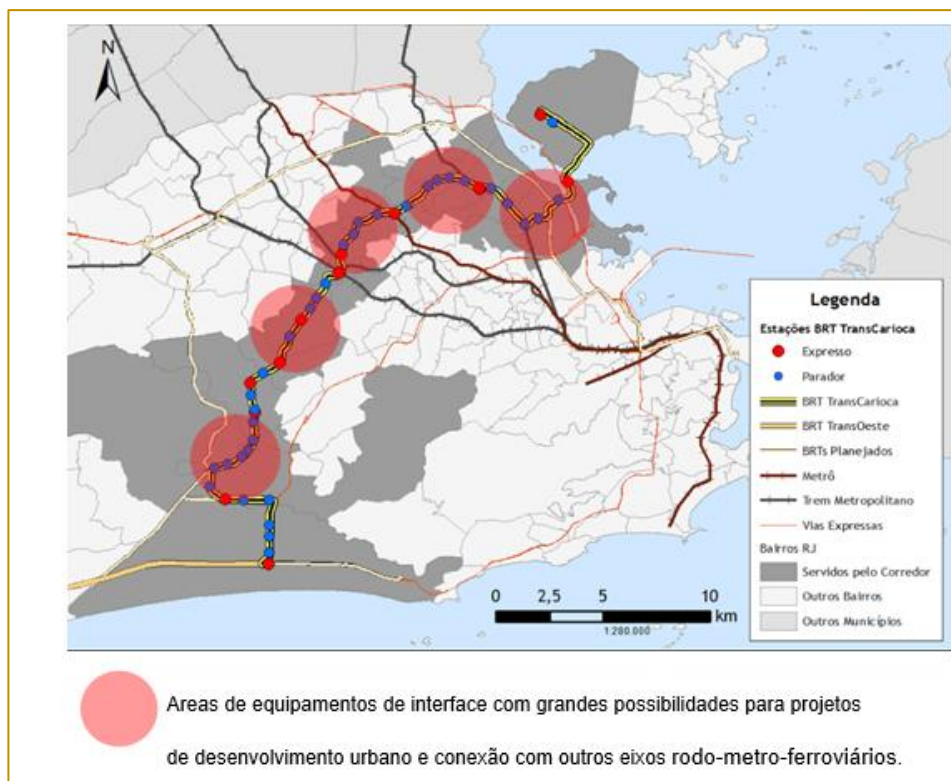 N
Legenda
Estações BRT TransCarioca
Expresso
Parador
BRT TransCarioca
BRT TransOeste
BRTs Planejados
Metrô
Trem Metropolitano
Vias Expressas
Bairros RJ
Servidos pelo Corredor
Outros Bairros
Outros Municípios
0 2,5 5 10
km
1:280.000
Areas de equipamentos de interface com grandes possibilidades para projetos
de desenvolvimento urbano e conexão com outros eixos rodo-metro-ferroviários.